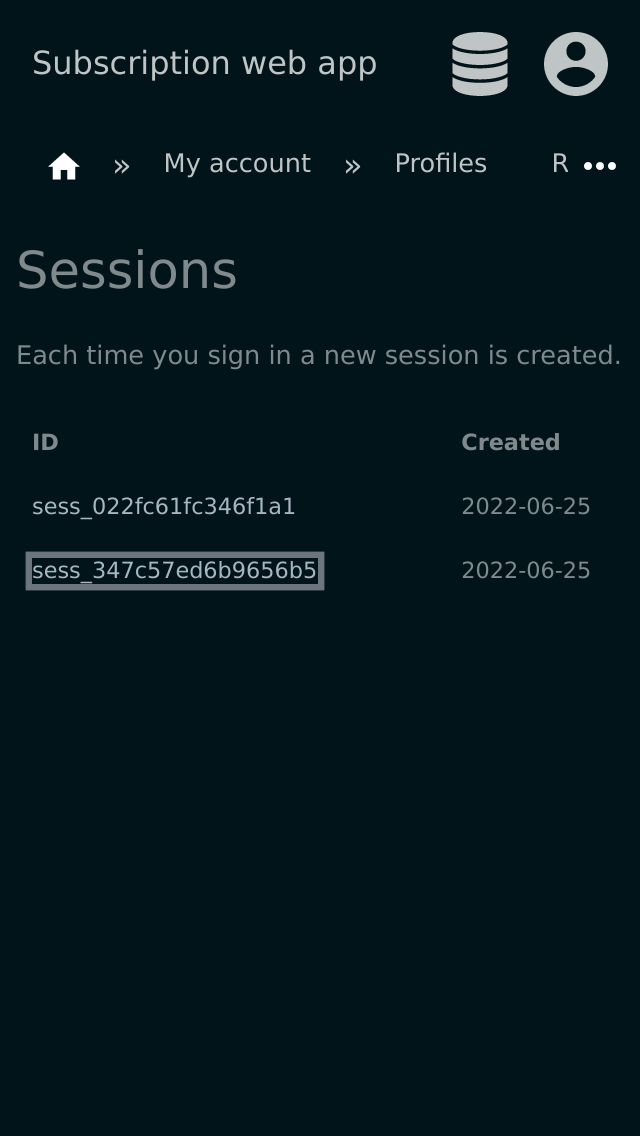 Subscription web app
» My account » Profiles R
Sessions
Each time you sign in a new session is created.
ID Created
sess_022fc61fc346f1a1 2022-06-25
sess_347c57ed6b9656b5 2022-06-25